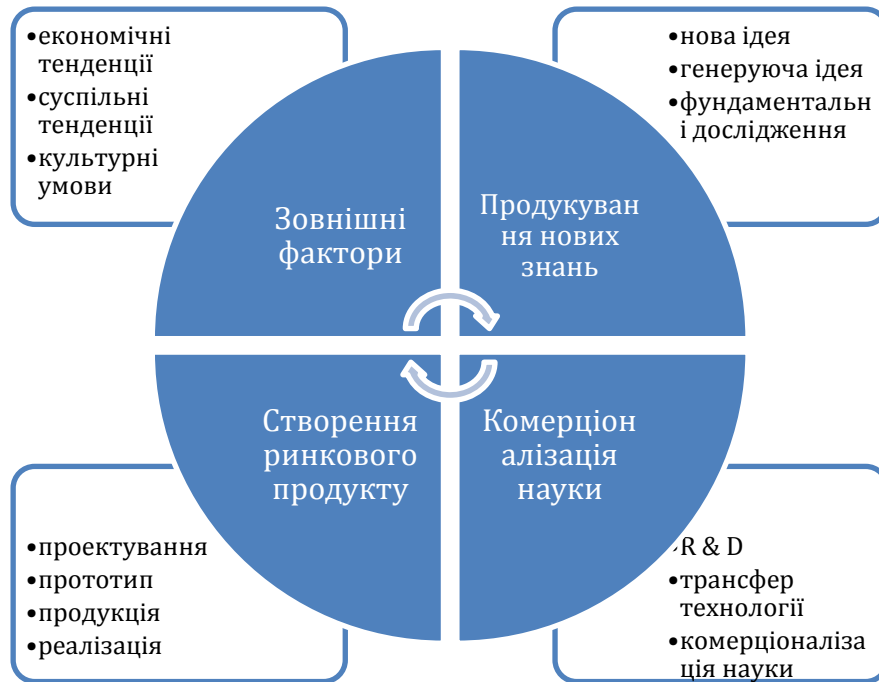 •економічні
тенденції
•суспільні
тенденції
•культурні
умови
•нова ідея
•генеруюча ідея
•фундаментальн
і дослідження
Зовнішні
фактори
Продукуван
ня нових
знань
Створення
ринкового
продукту
Комерціон
алізація
науки
•проектування
•прототип
•продукція
•реалізація
•R & D
•трансфер
технології
•комерціоналіза
ція науки